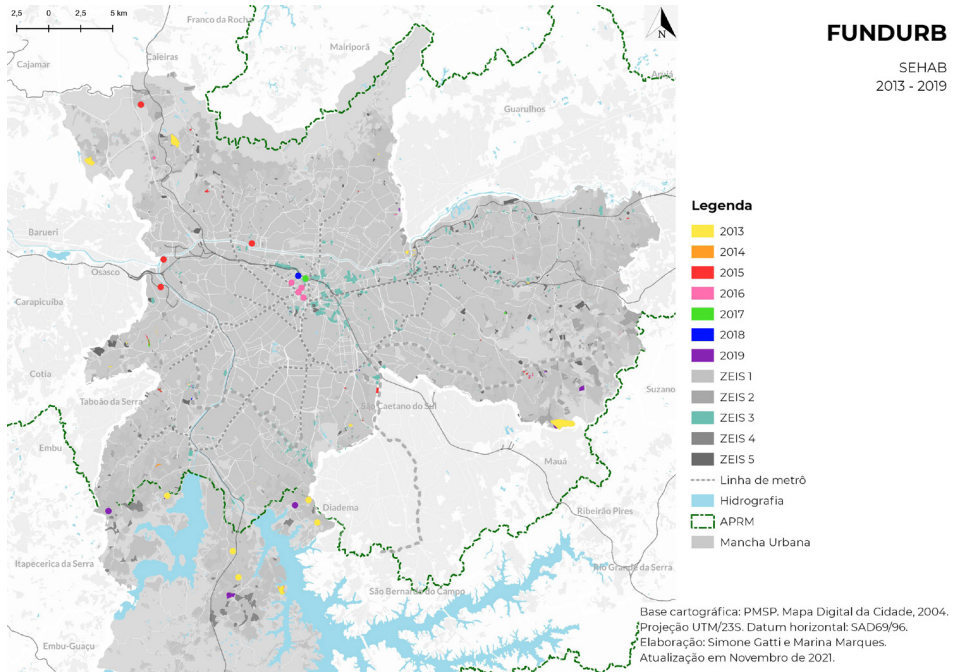 2,5 0 2,5 5 km
Franco da Rocha
Mairiporã
Cajamar
Caieiras
Arujá
Guarulhos
N
Barueri
Osasco
Carapicuíba
Cotia
Taboão da Serra
São Caetano do Sul
Suzano
Embu
Mauá
Diadema
Ribeirão Pires
Itapecerica da Serra
Rio Grande da Serra
São Bernardo do Campo
Embu-Guaçu
FUNDURB
SEHAB
2013 - 2019
Legenda
2013
2014
2015
2016
2017
2018
2019
ZEIS 1
ZEIS 2
ZEIS 3
ZEIS 4
ZEIS 5
Linha de metrô
Hidrografia
APRM
Mancha Urbana
Base cartográfica: PMSP. Mapa Digital da Cidade, 2004.
Projeção UTM/23S. Datum horizontal: SAD69/96.
Elaboração: Simone Gatti e Marina Marques.
Atualização em Novembro de 2021.